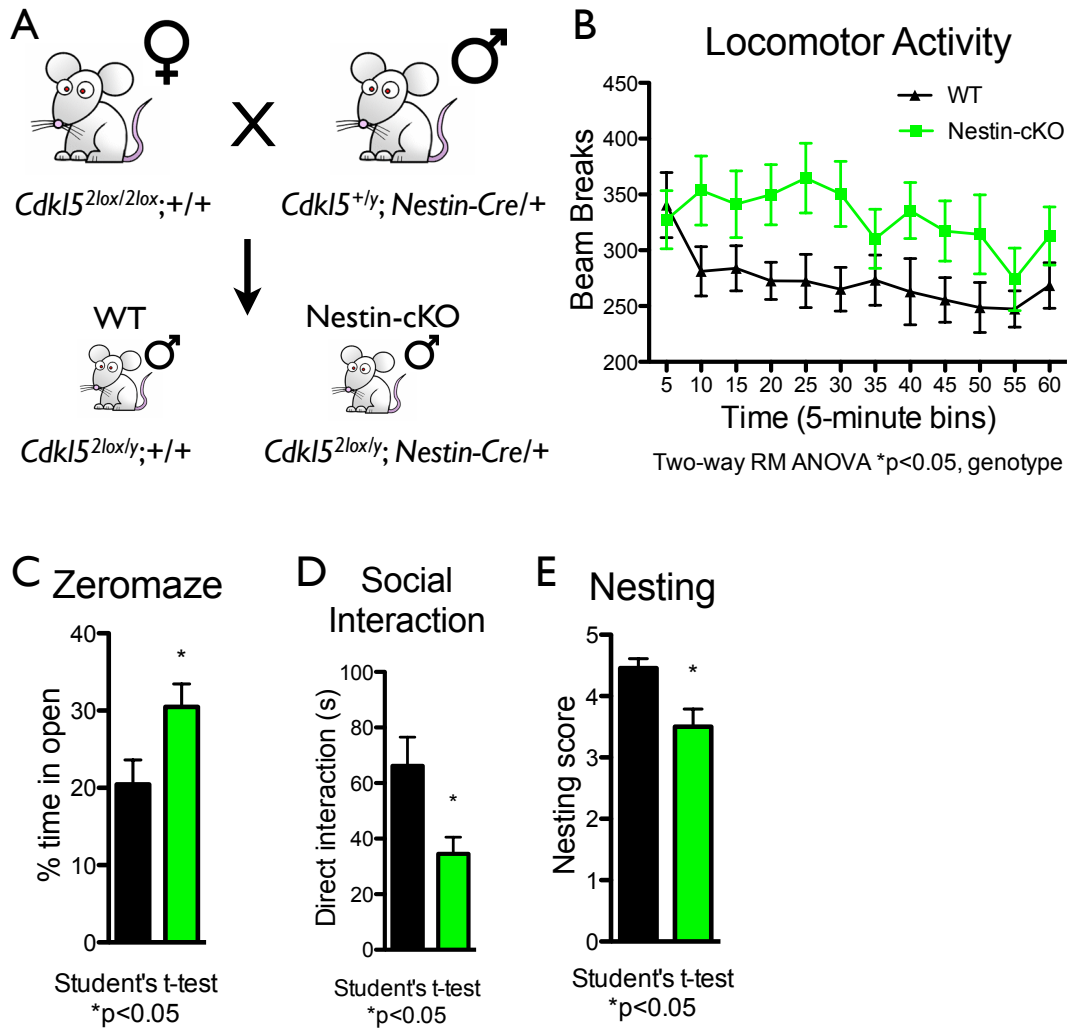 A
♀
X
♂
Cdkl5^2lox/2lox;+/+
Cdkl5^+/y; Nestin-Cre/+
WT
♂
Nestin-cKO
♂
Cdkl5^2lox/y;+/+
Cdkl5^2lox/y; Nestin-Cre/+
B
Locomotor Activity
WT
Nestin-cKO
Beam Breaks
450
400
350
300
250
200
5 10 15 20 25 30 35 40 45 50 55 60
Time (5-minute bins)
Two-way RM ANOVA *p<0.05, genotype
C
Zeromaze
% time in open
40
30
20
10
0
*
Student's t-test
*p<0.05
D
Social
Interaction
Direct interaction (s)
100
80
60
40
20
0
*
Student's t-test
*p<0.05
E
Nesting
Nesting score
5
4
3
2
1
0
*
Student's t-test
*p<0.05